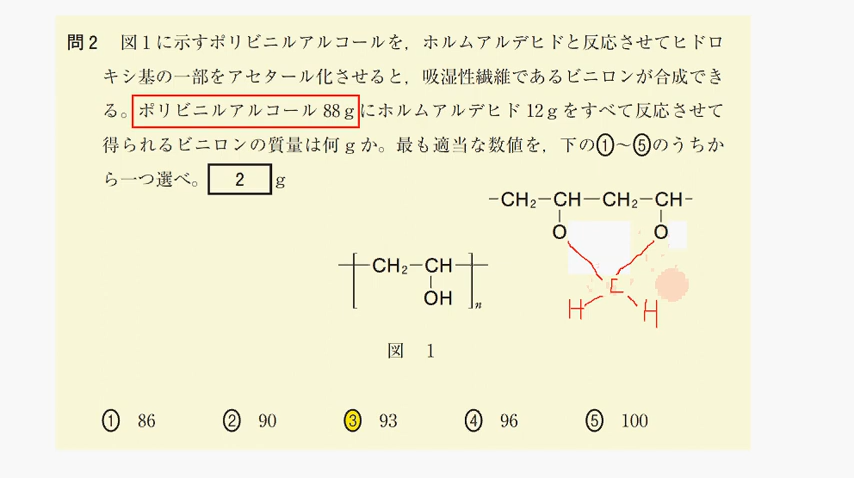 問2 図1に示すポリビニルアルコールを，ホルムアルデヒドと反応させてヒドロ
キシ基の一部をアセタール化させると，吸湿性繊維であるビニロンが合成でき
る。ポリビニルアルコール 88 g にホルムアルデヒド 12 g をすべて反応させて
得られるビニロンの質量は何 g か。最も適当な数値を，下の①～⑤のうちか
ら一つ選べ。 2 g
－CH₂－CH－CH₂－CH－
O O
C
H H
CH₂－CH
OH n
図 1
① 86 ② 90 ③ 93 ④ 96 ⑤ 100